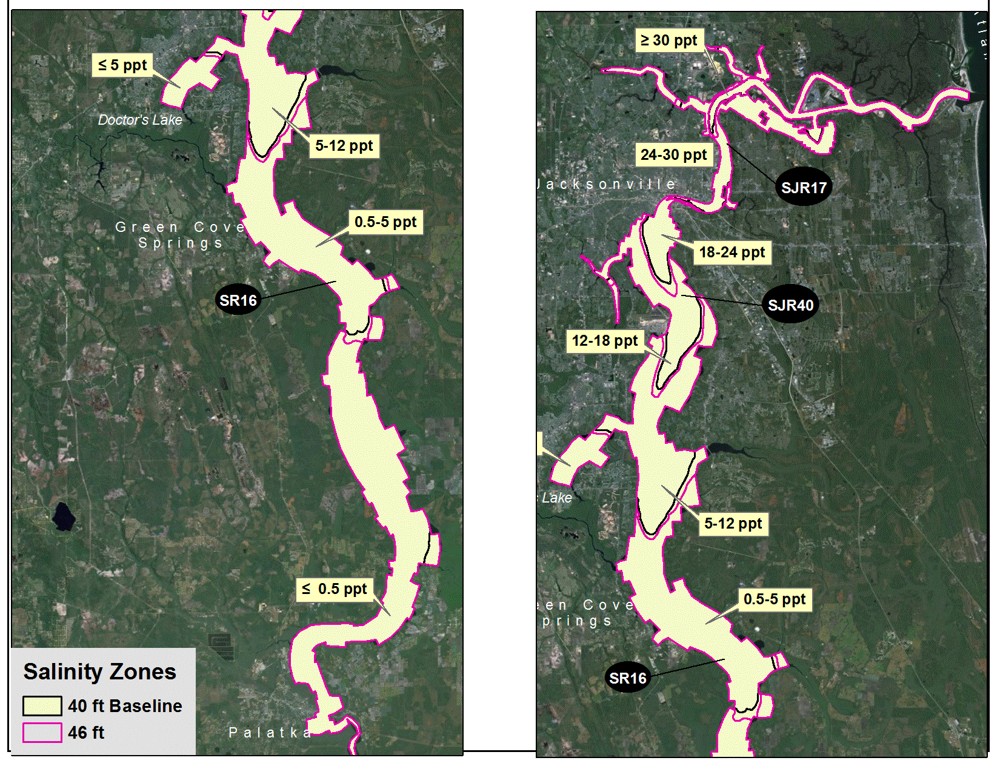 ≤ 5 ppt
Doctor's Lake
5-12 ppt
Green Cove
Springs
0.5-5 ppt
SR16
≤ 0.5 ppt
Palatka
Salinity Zones
40 ft Baseline
46 ft
≥ 30 ppt
24-30 ppt
Jacksonville
SJR17
18-24 ppt
SJR40
12-18 ppt
Lake
5-12 ppt
een Cove
prings
0.5-5 ppt
SR16